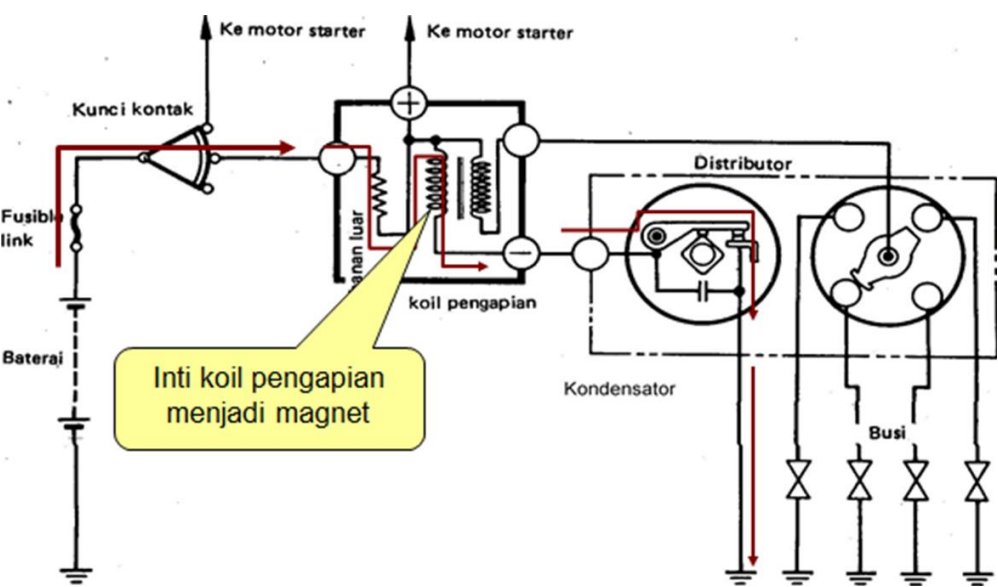 Ke motor starter
Ke motor starter
Kunci kontak
Distributor
Fusible
link
anan luar
koil pengapian
Baterai
Inti koil pengapian
menjadi magnet
Kondensator
Busi